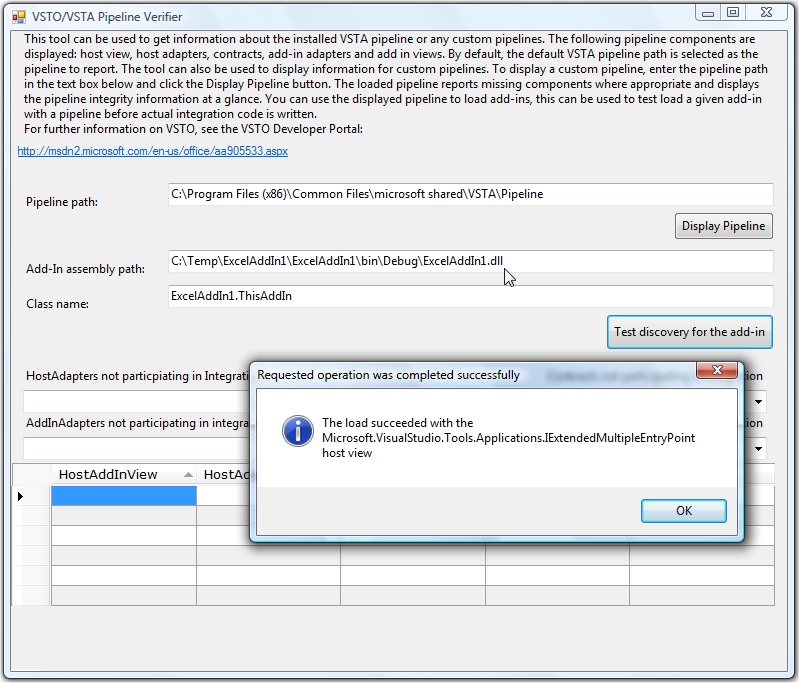 VSTO/VSTA Pipeline Verifier
This tool can be used to get information about the installed VSTA pipeline or any custom pipelines. The following pipeline components are
displayed: host view, host adapters, contracts, add-in adapters and add in views. By default, the default VSTA pipeline path is selected as the
pipeline to report. The tool can also be used to display information for custom pipelines. To display a custom pipeline, enter the pipeline path
in the text box below and click the Display Pipeline button. The loaded pipeline reports missing components where appropriate and displays
the pipeline integrity information at a glance. You can use the displayed pipeline to load add-ins, this can be used to test load a given add-in
with a pipeline before actual integration code is written.
For further information on VSTO, see the VSTO Developer Portal:
http://msdn2.microsoft.com/en-us/office/aa905533.aspx
Pipeline path:
C:\Program Files (x86)\Common Files\microsoft shared\VSTA\Pipeline
Display Pipeline
Add-In assembly path:
C:\Temp\ExcelAddIn1\ExcelAddIn1\bin\Debug\ExcelAddIn1.dll
Class name:
ExcelAddIn1.ThisAddIn
Test discovery for the add-in
HostAdapters not particpiating in Integrati
ion
AddInAdapters not particpating in integra
ion
HostAddInView
HostAd
Requested operation was completed successfully
The load succeeded with the
Microsoft.VisualStudio.Tools.Applications.IExtendedMultipleEntryPoint
host view
OK